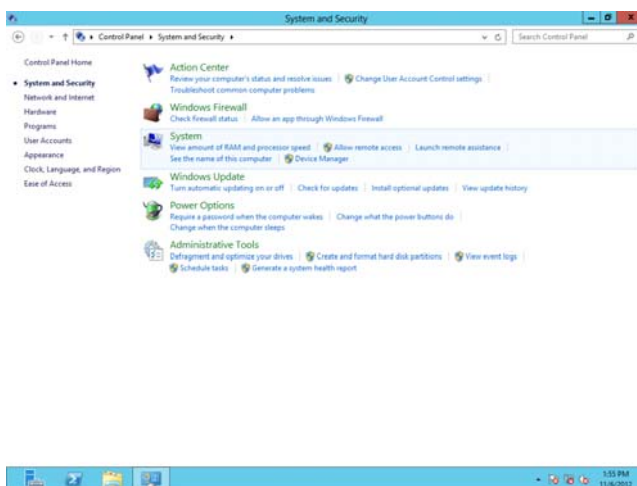 System and Security
Control Panel ▸ System and Security ▸
Search Control Panel
Control Panel Home
System and Security
Network and Internet
Hardware
Programs
User Accounts
Appearance
Clock, Language, and Region
Ease of Access
Action Center
Review your computer's status and resolve issues | Change User Account Control settings
Troubleshoot common computer problems
Windows Firewall
Check firewall status | Allow an app through Windows Firewall
System
View amount of RAM and processor speed | Allow remote access | Launch remote assistance
See the name of this computer | Device Manager
Windows Update
Turn automatic updating on or off | Check for updates | Install optional updates | View update history
Power Options
Require a password when the computer wakes | Change what the power buttons do
Change when the computer sleeps
Administrative Tools
Defragment and optimize your drives | Create and format hard disk partitions | View event logs
Schedule tasks | Generate a system health report
1:55 PM
11/6/2012